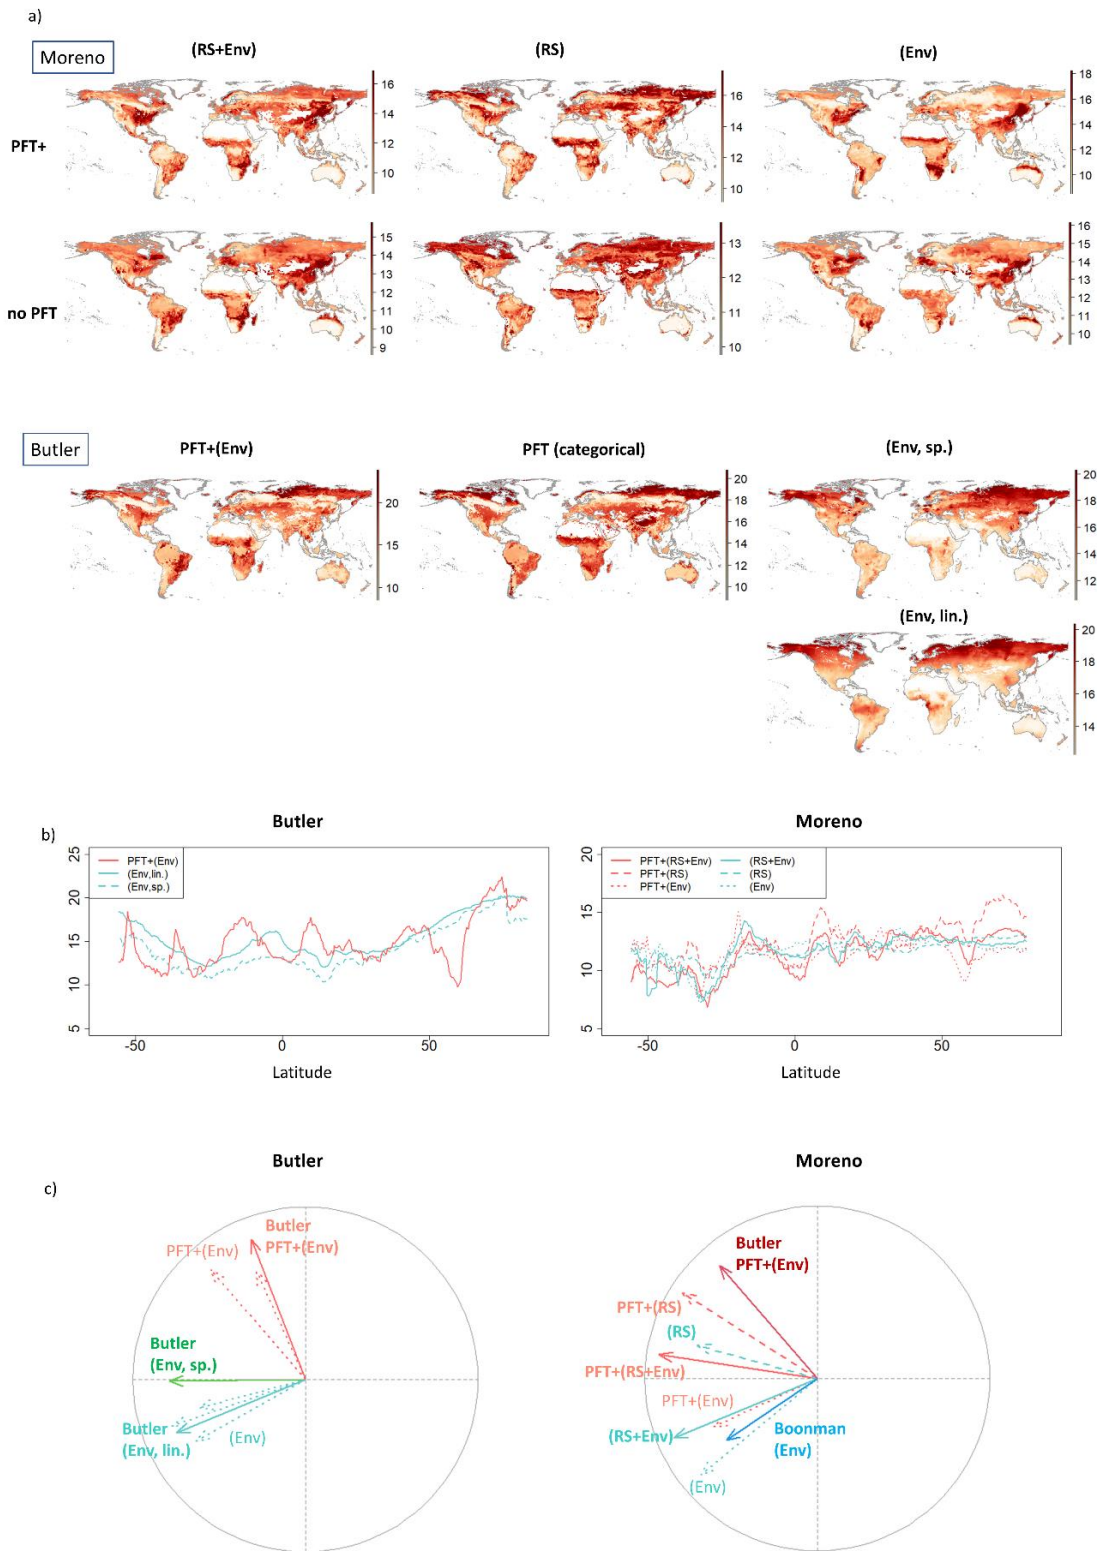 a)
Moreno
(RS+Env)
(RS)
(Env)
PFT+
16
14
12
10
16
14
12
10
18
16
14
12
10
no PFT
15
14
13
12
11
10
9
13
12
11
10
16
15
14
13
12
11
10
Butler
PFT+(Env)
PFT (categorical)
(Env, sp.)
20
15
10
20
18
16
14
12
10
20
18
16
14
12
(Env, lin.)
20
18
16
14
b)
Butler
Moreno
25
20
15
10
5
PFT+(Env)
(Env,lin.)
(Env,sp.)
-50
0
50
Latitude
20
15
10
5
PFT+(RS+Env)
PFT+(RS)
PFT+(Env)
(RS+Env)
(RS)
(Env)
-50
0
50
Latitude
c)
Butler
Moreno
PFT+(Env)
Butler
PFT+(Env)
Butler
(Env, sp.)
Butler
(Env, lin.)
(Env)
Butler
PFT+(Env)
PFT+(RS)
(RS)
PFT+(RS+Env)
PFT+(Env)
(RS+Env)
Boonman
(Env)
(Env)